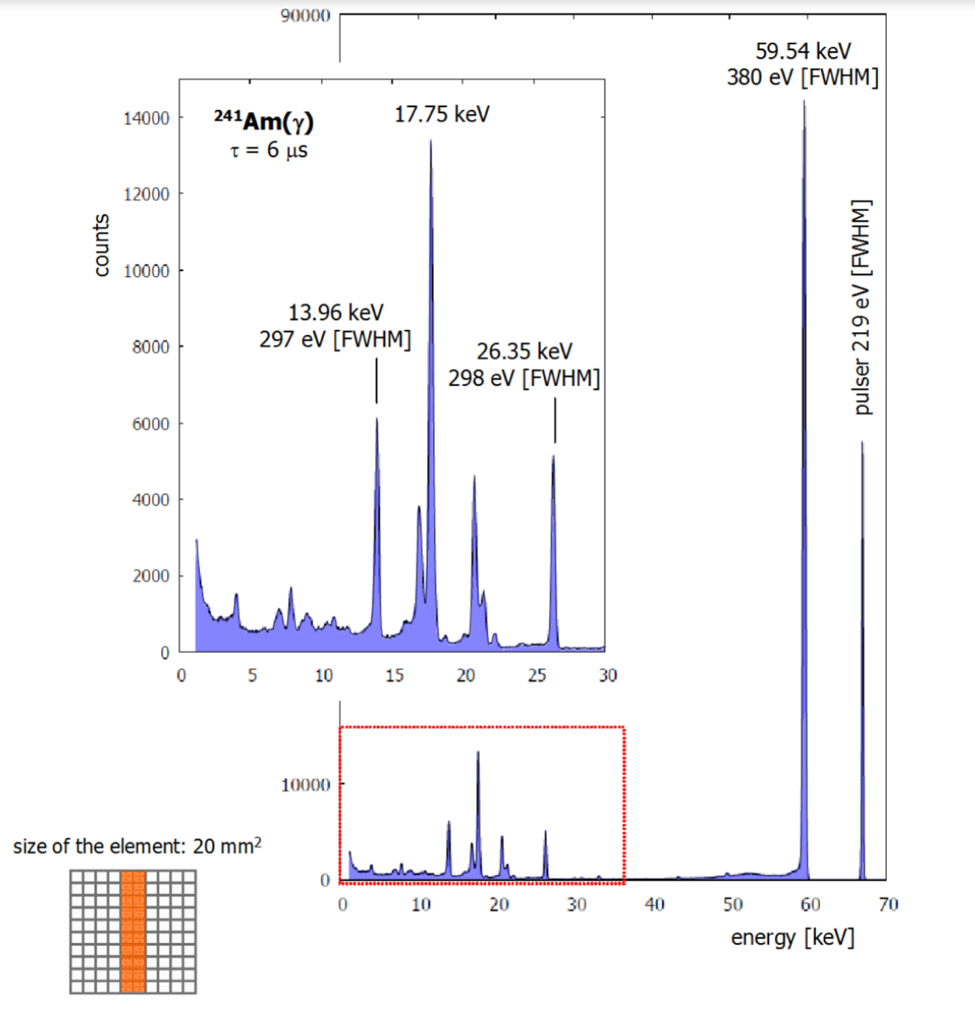 90000
59.54 keV
380 eV [FWHM]
14000
²⁴¹Am(γ)
τ = 6 μs
17.75 keV
12000
counts
10000
pulser 219 eV [FWHM]
13.96 keV
297 eV [FWHM]
8000
26.35 keV
298 eV [FWHM]
6000
4000
2000
0
0 5 10 15 20 25 30
10000
0
0 10 20 30 40 50 60 70
energy [keV]
size of the element: 20 mm²